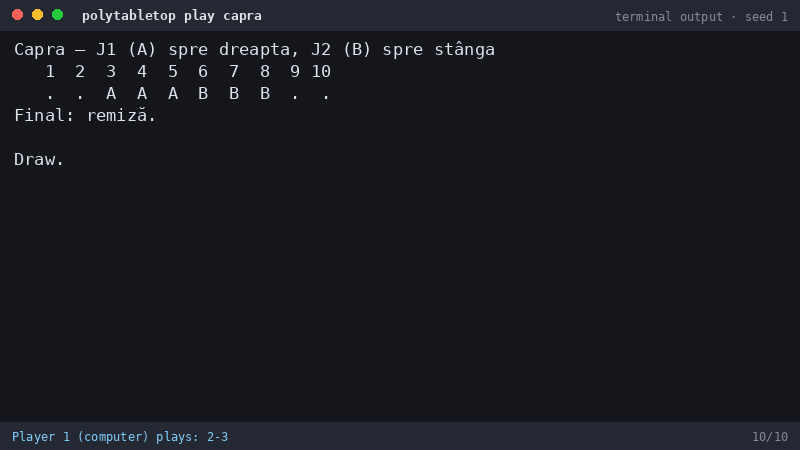 polytabletop play capra
terminal output · seed 1
Capra — J1 (A) spre dreapta, J2 (B) spre stânga
1 2 3 4 5 6 7 8 9 10
. . A A A B B B . .
Final: remiză.
Draw.
Player 1 (computer) plays: 2-3
10/10